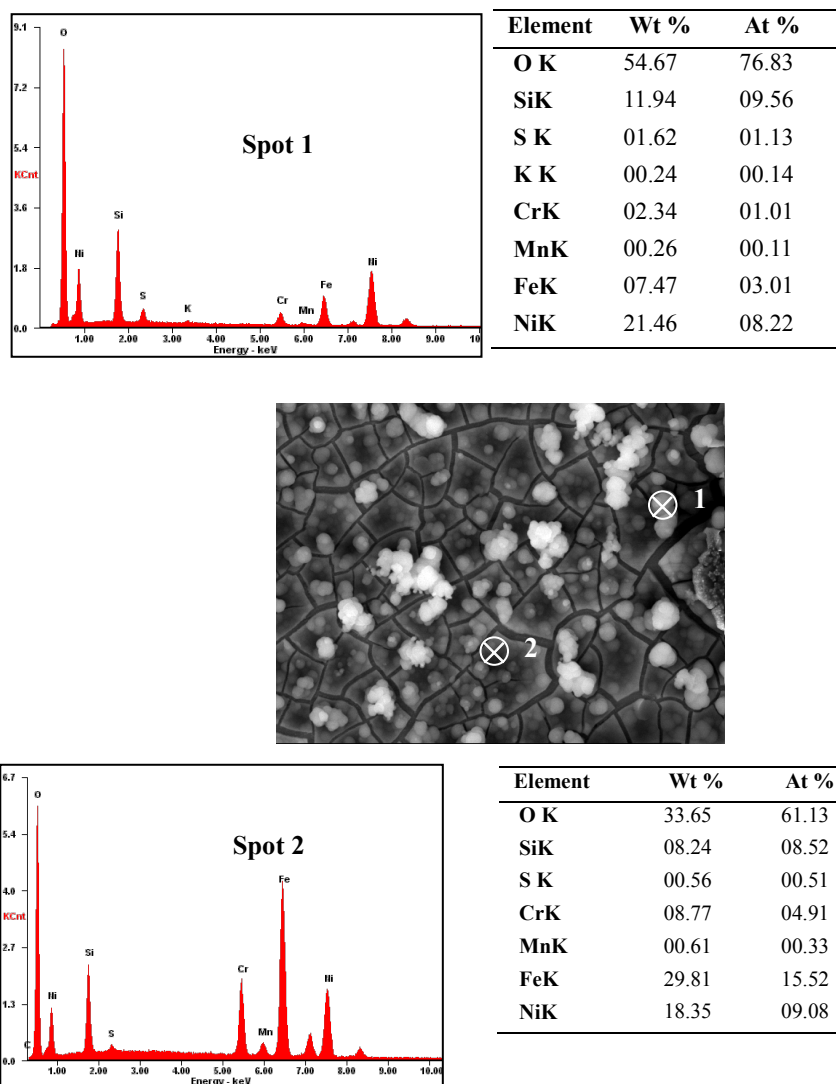 9.1
7.2
5.4
KCnt
3.6
1.8
0.0
O
Ni
Si
S
K
Cr
Mn
Fe
Ni
Spot 1
1.00 2.00 3.00 4.00 5.00 6.00 7.00 8.00 9.00 10
Energy - keV
Element Wt % At %
O K 54.67 76.83
SiK 11.94 09.56
S K 01.62 01.13
K K 00.24 00.14
CrK 02.34 01.01
MnK 00.26 00.11
FeK 07.47 03.01
NiK 21.46 08.22
1
2
6.7
5.4
4.0
KCnt
2.7
1.3
0.0
C
O
Ni
Si
S
Cr
Mn
Fe
Ni
Spot 2
1.00 2.00 3.00 4.00 5.00 6.00 7.00 8.00 9.00 10.00
Energy - keV
Element Wt % At %
O K 33.65 61.13
SiK 08.24 08.52
S K 00.56 00.51
CrK 08.77 04.91
MnK 00.61 00.33
FeK 29.81 15.52
NiK 18.35 09.08